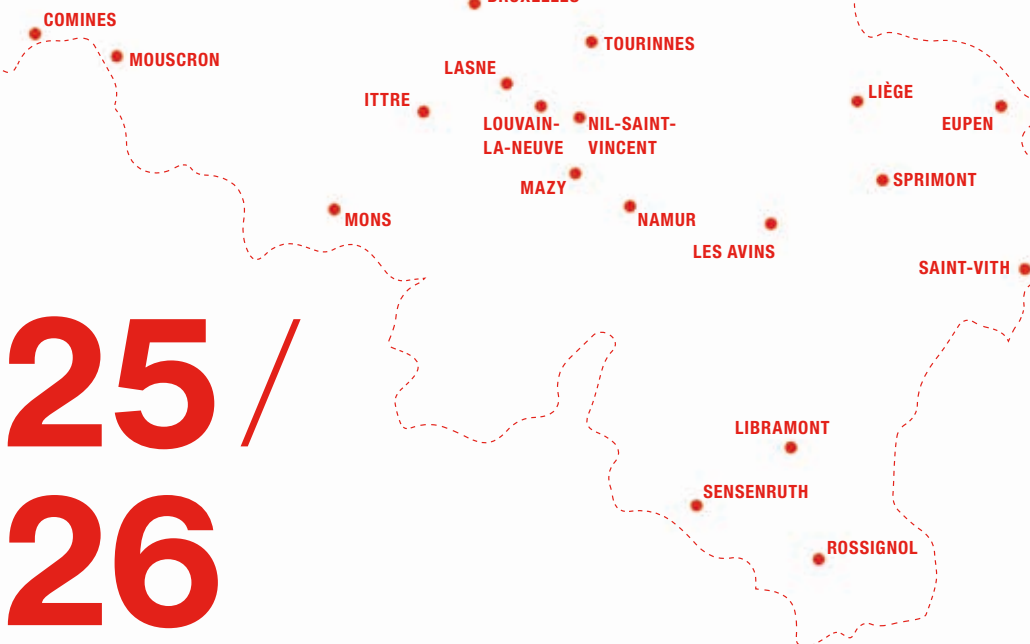 BRUXELLES
COMINES
MOUSCRON
TOURINNES
LASNE
LIÈGE
ITTRE
EUPEN
LOUVAIN-
LA-NEUVE
NIL-SAINT-
VINCENT
MAZY
SPRIMONT
MONS
NAMUR
LES AVINS
SAINT-VITH
25/
26
LIBRAMONT
SENSENRUTH
ROSSIGNOL